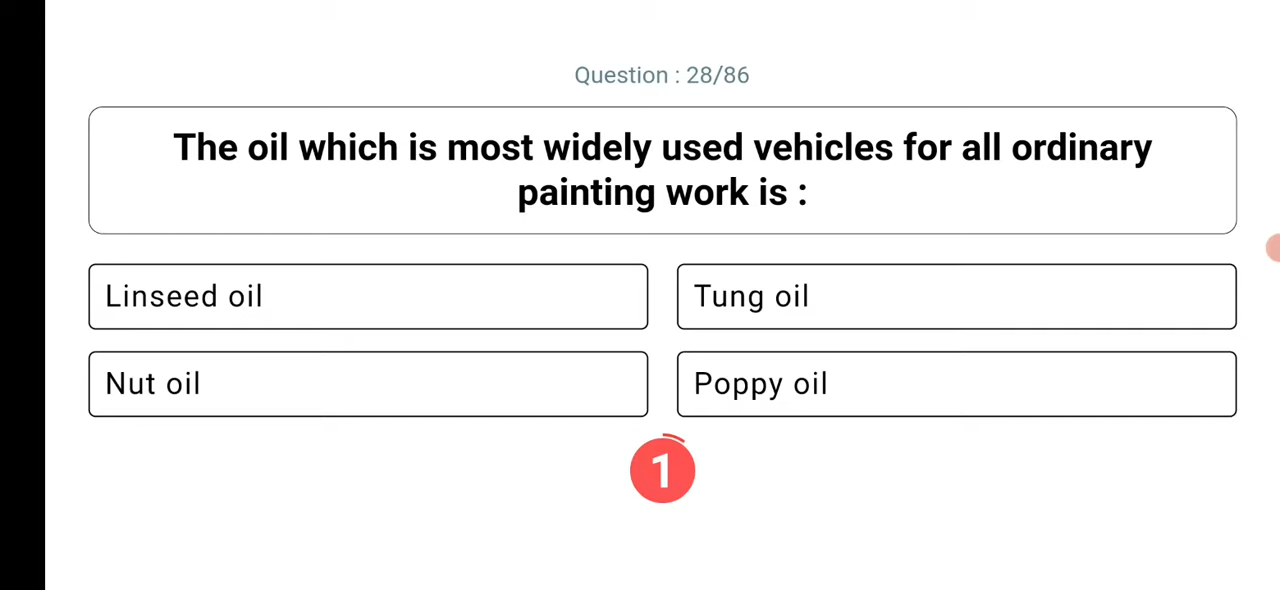 Question : 28/86
The oil which is most widely used vehicles for all ordinary
painting work is :
Linseed oil
Tung oil
Nut oil
Poppy oil
1